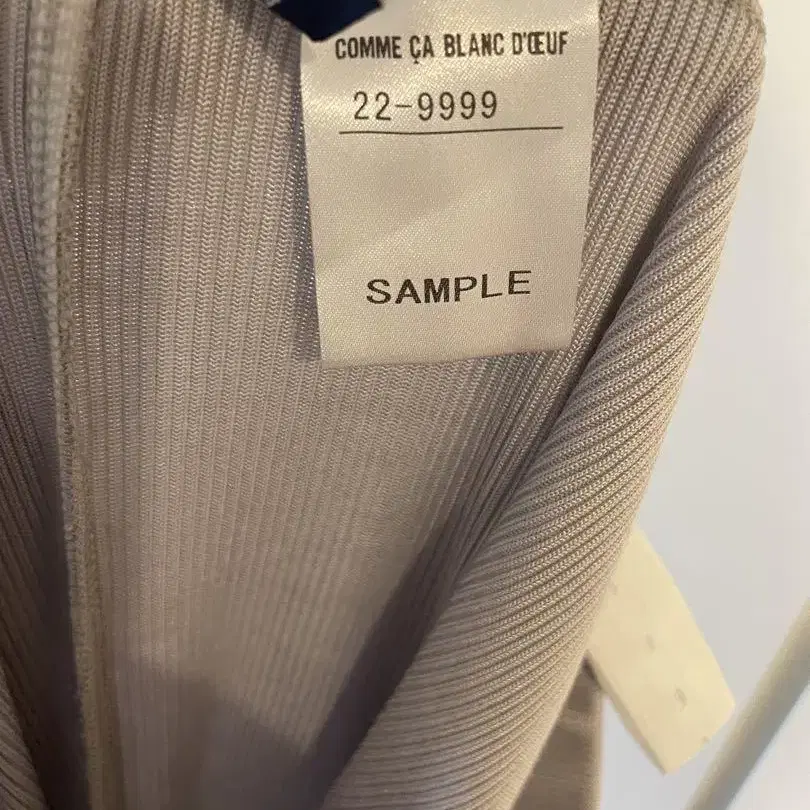 COMME ÇA BLANC D'ŒUF
22-9999
SAMPLE